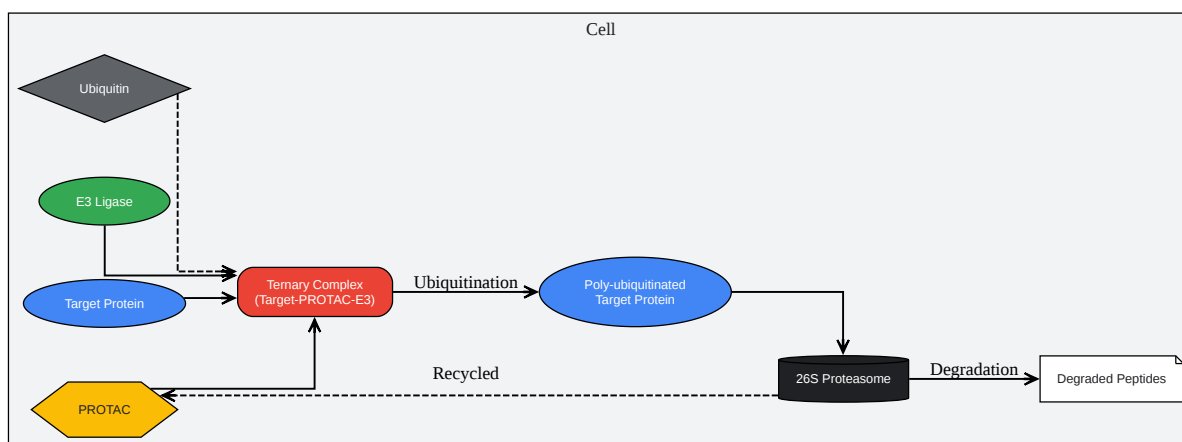 Cell
Ubiquitin
E3 Ligase
Target Protein
Ternary Complex
(Target-PROTAC-E3)
Ubiquitination
Poly-ubiquitinated
Target Protein
PROTAC
Recycled
26S Proteasome
Degradation
Degraded Peptides